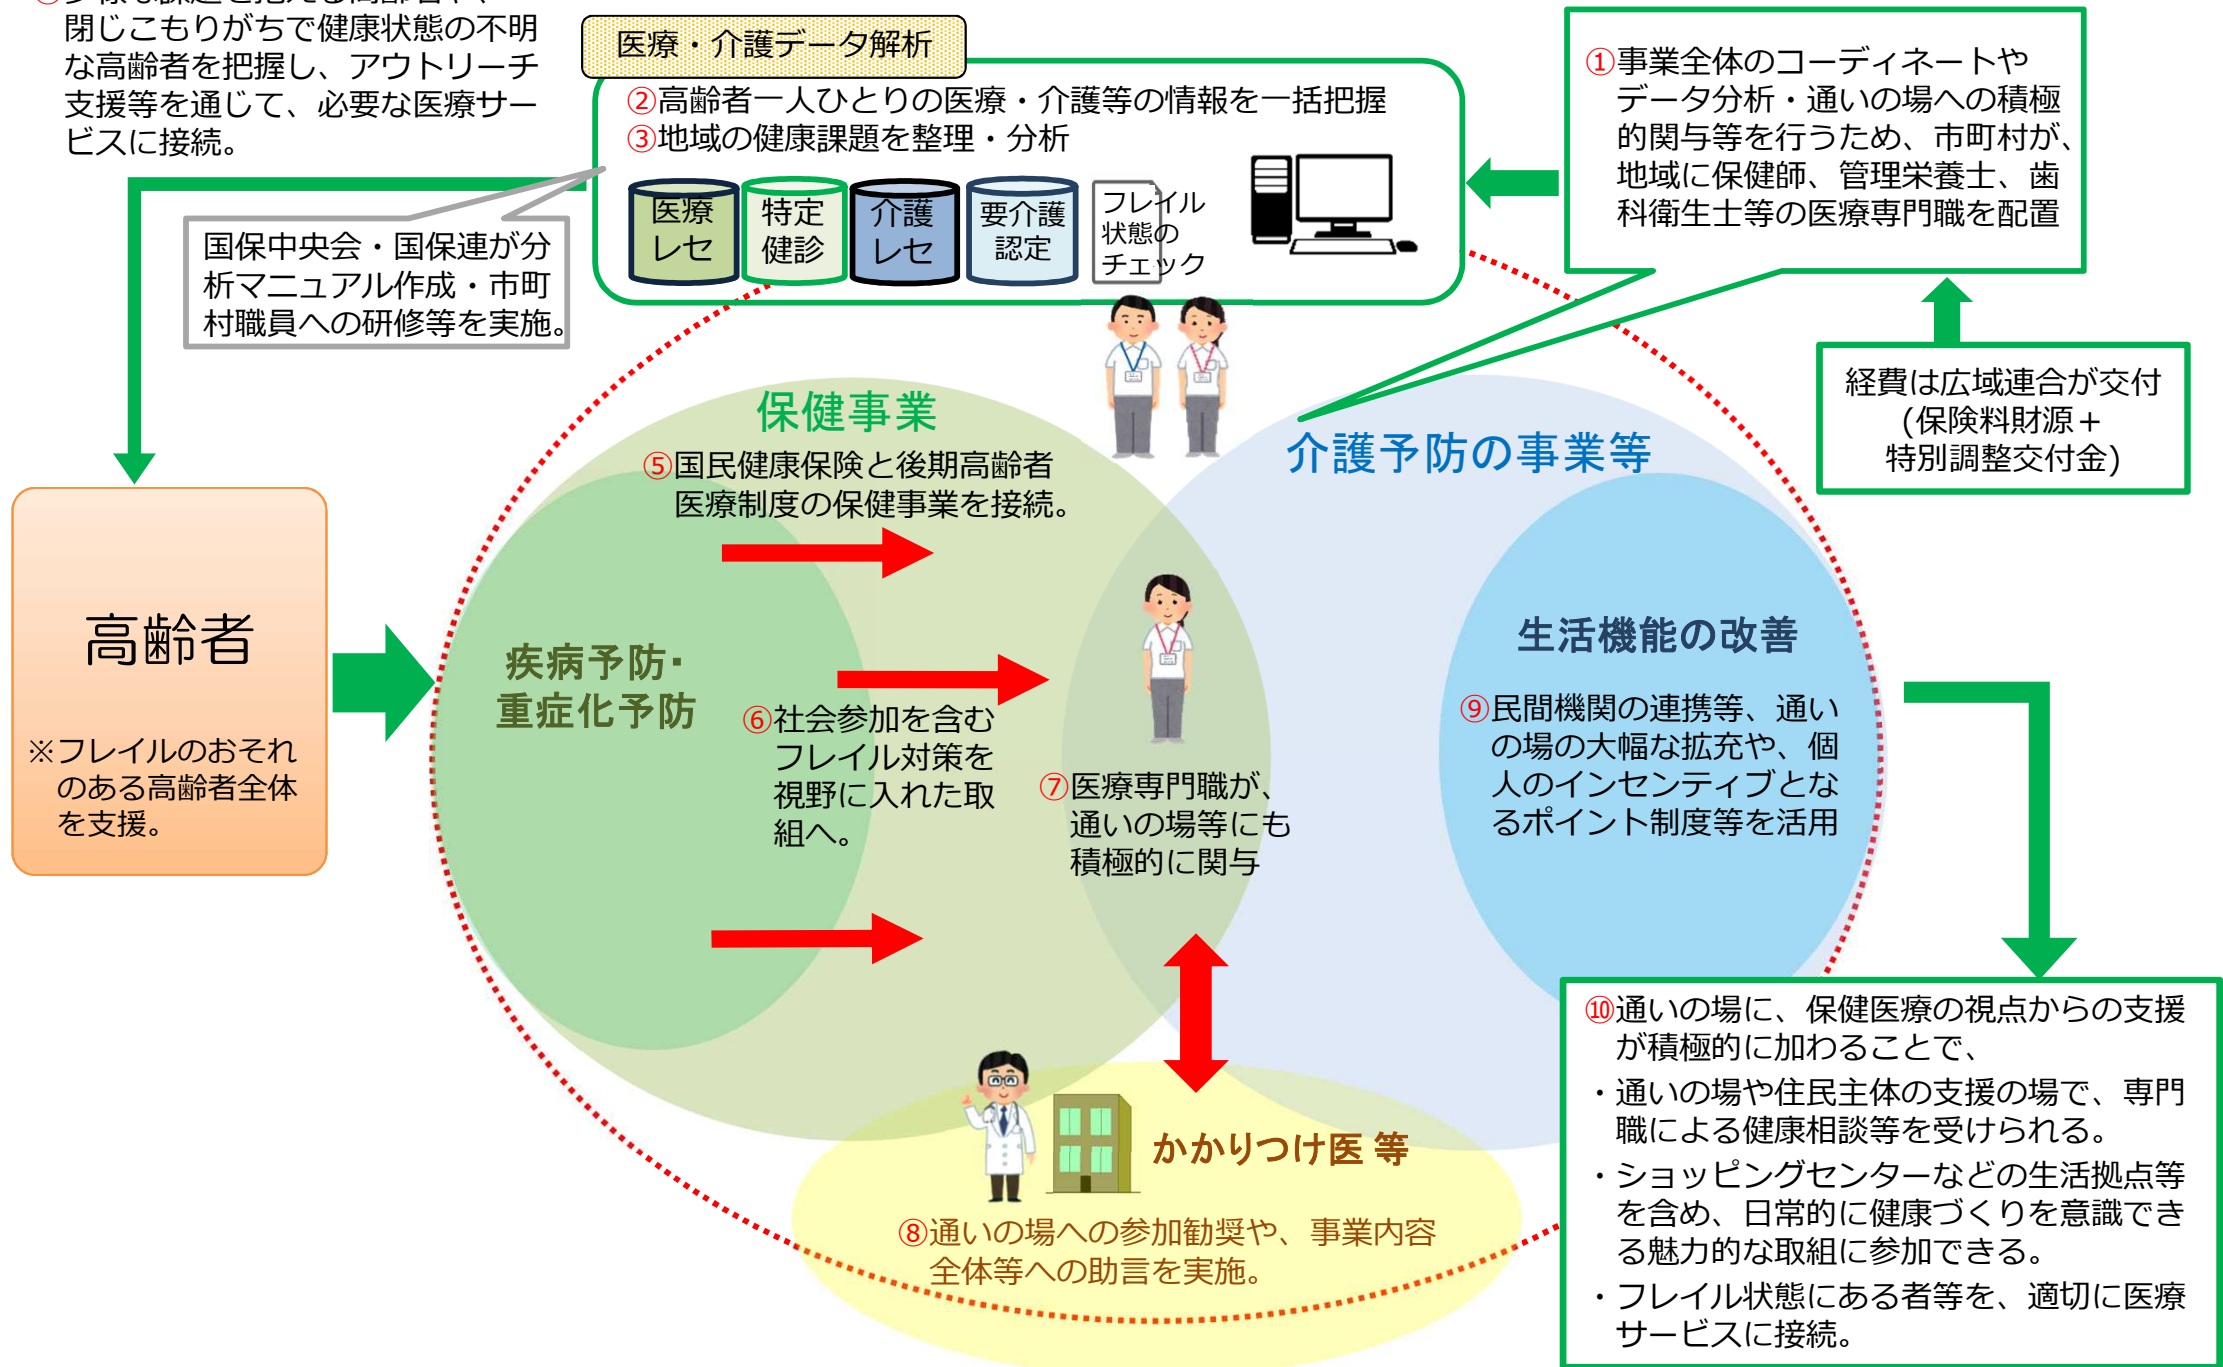 閉じこもりがちで健康状態の不明
な高齢者を把握し、アウトリーチ
支援等を通じて、必要な医療サー
ビスに接続。
医療・介護データ解析
②高齢者一人ひとりの医療・介護等の情報を一括把握
③地域の健康課題を整理・分析
医療
レセ
特定
健診
介護
レセ
要介護
認定
フレイル
状態の
チェック
①事業全体のコーディネートや
データ分析・通いの場への積極
的関与等を行うため、市町村が、
地域に保健師、管理栄養士、歯
科衛生士等の医療専門職を配置
国保中央会・国保連が分
析マニュアル作成・市町
村職員への研修等を実施。
経費は広域連合が交付
(保険料財源＋
特別調整交付金)
保健事業
⑤国民健康保険と後期高齢者
医療制度の保健事業を接続。
介護予防の事業等
高齢者
※フレイルのおそれ
のある高齢者全体
を支援。
疾病予防・
重症化予防
⑥社会参加を含む
フレイル対策を
視野に入れた取
組へ。
⑦医療専門職が、
通いの場等にも
積極的に関与
生活機能の改善
⑨民間機関の連携等、通い
の場の大幅な拡充や、個
人のインセンティブとな
るポイント制度等を活用
かかりつけ医 等
⑧通いの場への参加勧奨や、事業内容
全体等への助言を実施。
⑩通いの場に、保健医療の視点からの支援
が積極的に加わることで、
・通いの場や住民主体の支援の場で、専門
職による健康相談等を受けられる。
・ショッピングセンターなどの生活拠点等
を含め、日常的に健康づくりを意識でき
る魅力的な取組に参加できる。
・フレイル状態にある者等を、適切に医療
サービスに接続。